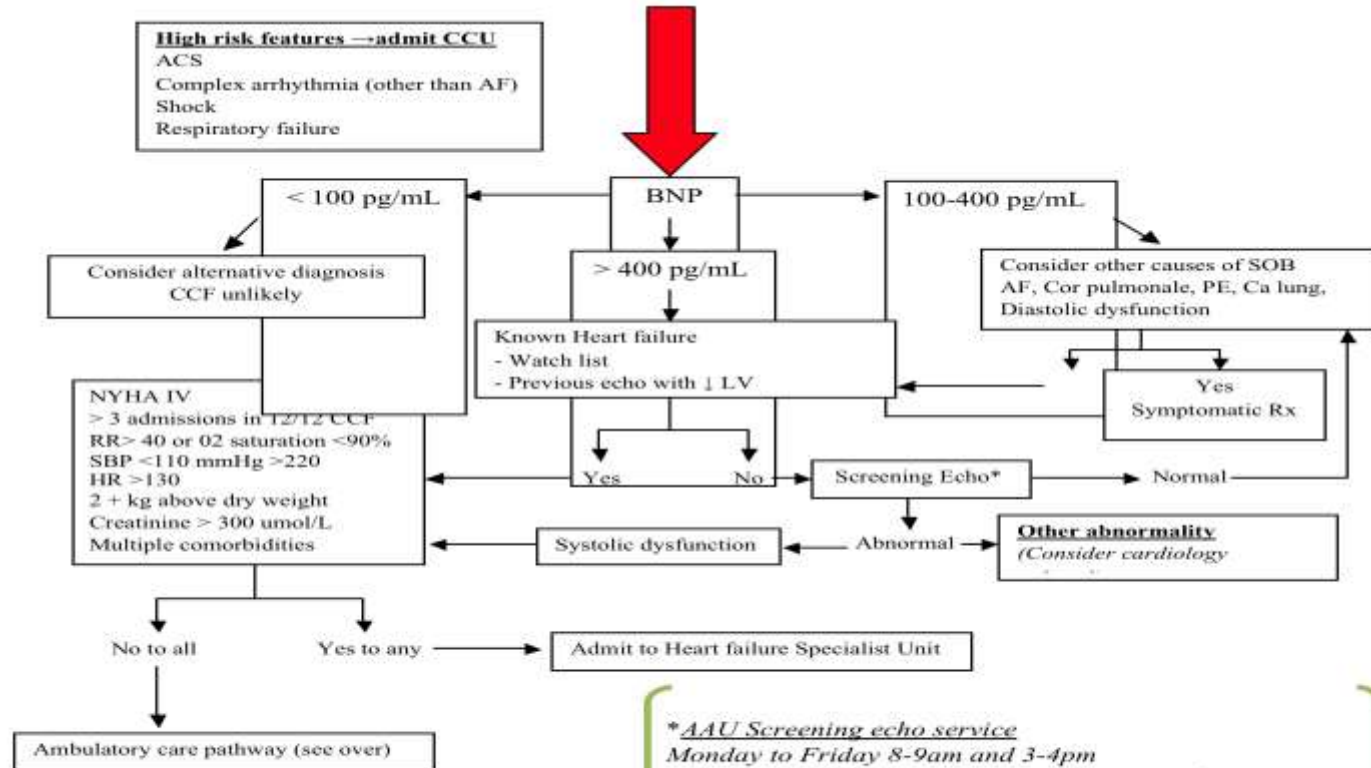 High risk features →admit CCU
ACS
Complex arrhythmia (other than AF)
Shock
Respiratory failure
< 100 pg/mL
BNP
100-400 pg/mL
Consider alternative diagnosis
CCF unlikely
> 400 pg/mL
Consider other causes of SOB
AF, Cor pulmonale, PE, Ca lung,
Diastolic dysfunction
Known Heart failure
- Watch list
- Previous echo with ↓ LV
Yes
Symptomatic Rx
NYHA IV
> 3 admissions in 12/12 CCF
RR> 40 or 02 saturation <90%
SBP <110 mmHg >220
HR >130
2 + kg above dry weight
Creatinine > 300 umol/L
Multiple comorbidities
Yes
No
Screening Echo*
Normal
Systolic dysfunction
Abnormal
Other abnormality
(Consider cardiology
No to all
Yes to any
Admit to Heart failure Specialist Unit
Ambulatory care pathway (see over)
*AAU Screening echo service
Monday to Friday 8-9am and 3-4pm